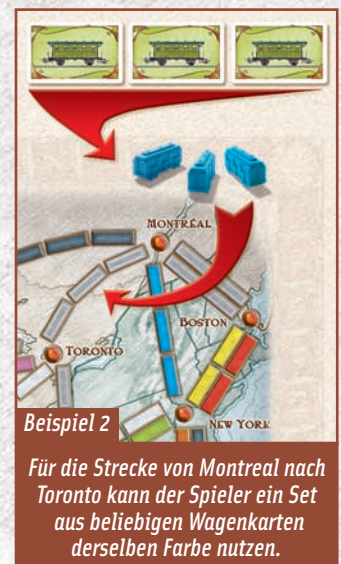 MONTRÉAL
BOSTON
TORONTO
NEW YORK
Beispiel 2
Für die Strecke von Montreal nach
Toronto kann der Spieler ein Set
aus beliebigen Wagenkarten
derselben Farbe nutzen.